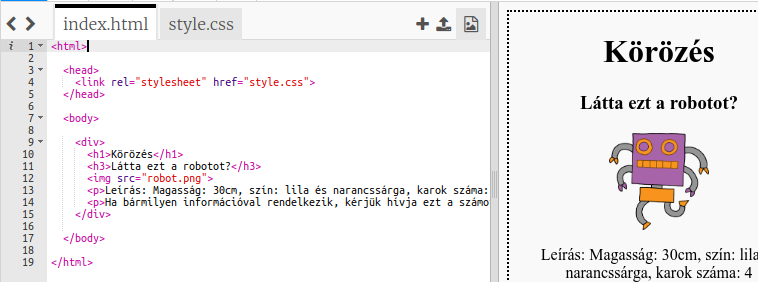 index.html style.css
1 <html>
2
3 <head>
4 <link rel="stylesheet" href="style.css">
5 </head>
6
7 <body>
8
9 <div>
10 <h1>Körözés</h1>
11 <h3>Látta ezt a robotot?</h3>
12 <img src="robot.png">
13 <p>Leírás: Magasság: 30cm, szín: lila és narancssárga, karok száma:
14 <p>Ha bármilyen információval rendelkezik, kérjük hívja ezt a számo
15 </div>
16
17 </body>
18
19 </html>
Körözés
Látta ezt a robotot?
Leírás: Magasság: 30cm, szín: lila
narancssárga, karok száma: 4